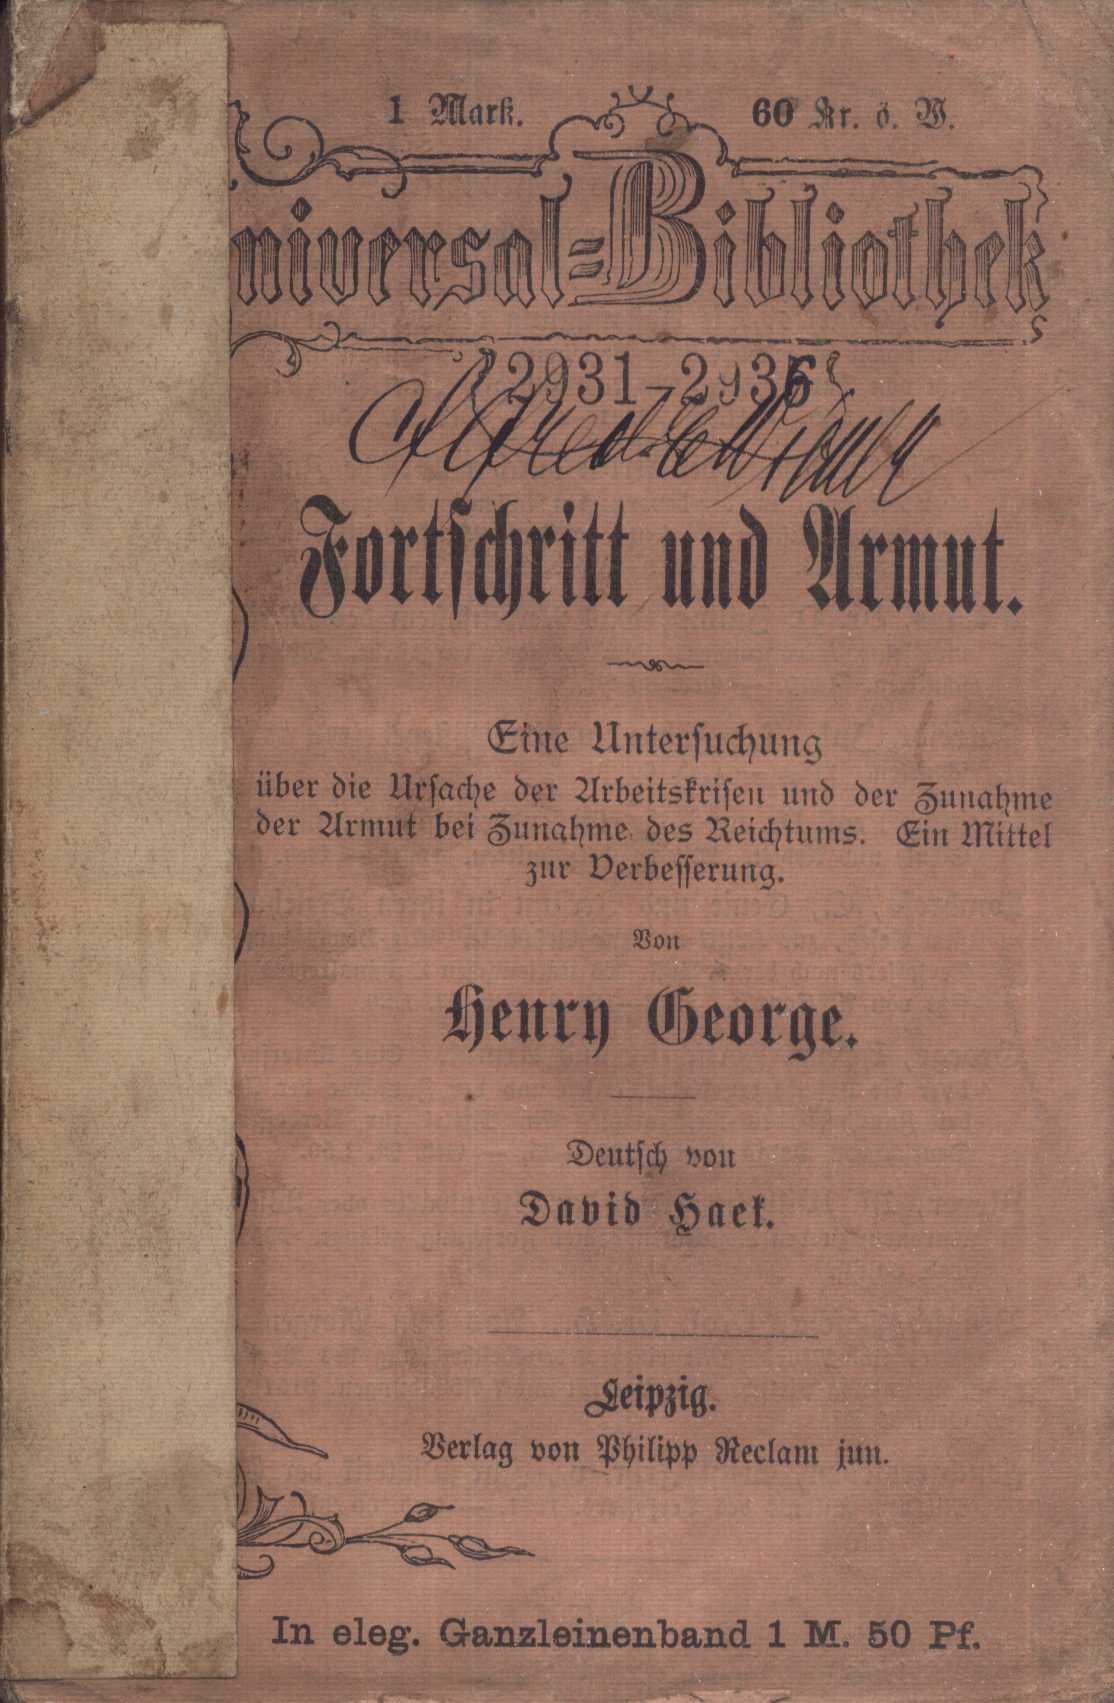 1 Mark.  60 Kr. ö. W.
niversal=Bibliothek
2931–2935
Fortschritt und Armut.
Eine Untersuchung
über die Ursache der Arbeitskrisen und der Zunahme
der Armut bei Zunahme des Reichtums. Ein Mittel
zur Verbesserung.
Von
Henry George.
Deutsch von
David Haek.
Leipzig.
Verlag von Philipp Reclam jun.
In eleg. Ganzleinenband 1 M. 50 Pf.